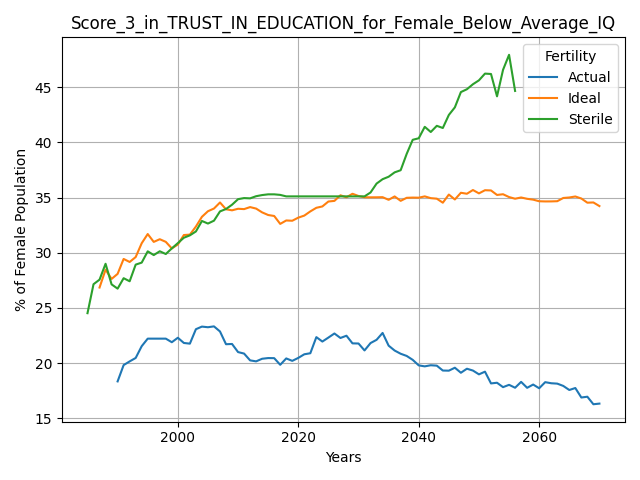 Score_3_in_TRUST_IN_EDUCATION_for_Female_Below_Average_IQ
Fertility
Actual
Ideal
Sterile
% of Female Population
45
40
35
30
25
20
15
2000
2020
2040
2060
Years